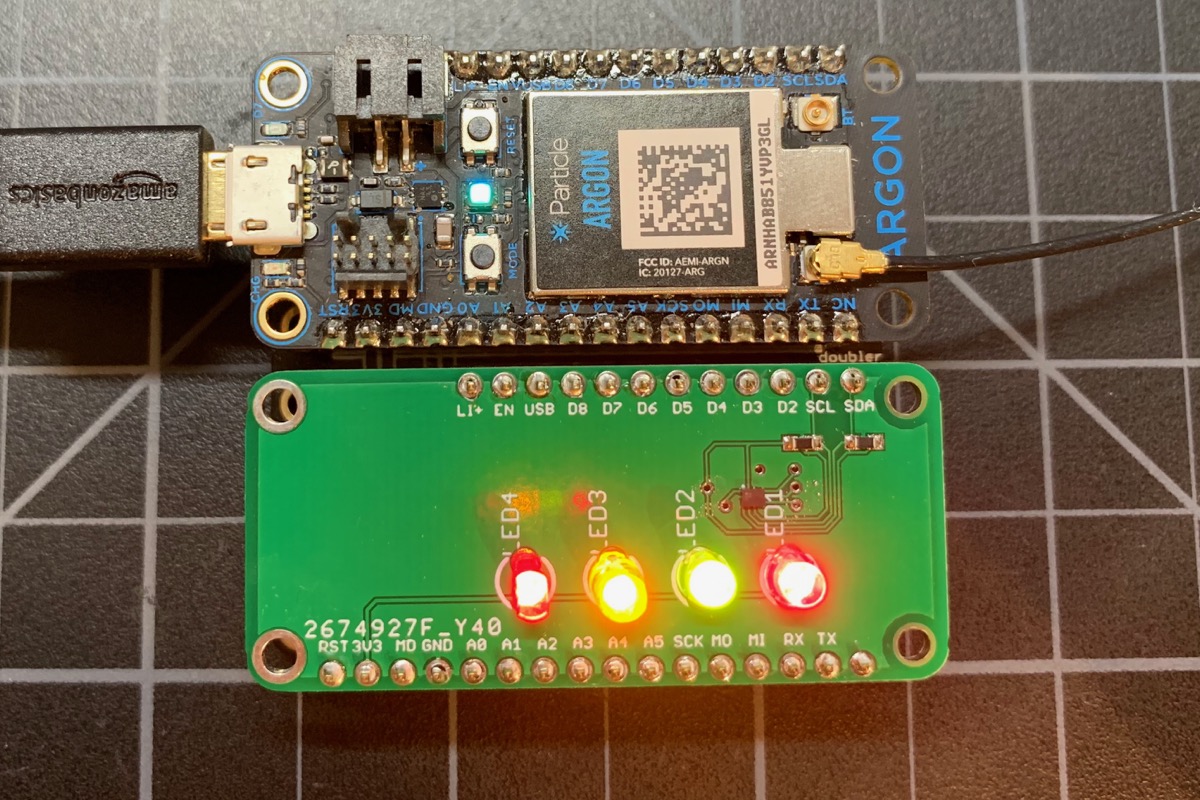 LI+ EN VUSB D8 D7 D6 D5 D4 D3 D2 SCL SDA
RESET
MODE
BT
amazonbasics
Particle
ARGON
FCC ID: AEMI-ARGN
IC: 20127-ARG
ARNHAB851YVP3GL
ARGON
RST 3V3 MD GND A0 A1 A2 A3 A4 A5 SCK MO MI RX TX NC
doubler
LI+ EN USB D8 D7 D6 D5 D4 D3 D2 SCL SDA
LED4 LED3 LED2 LED1
2674927F_Y40
RST 3V3 MD GND A0 A1 A2 A3 A4 A5 SCK MO MI RX TX